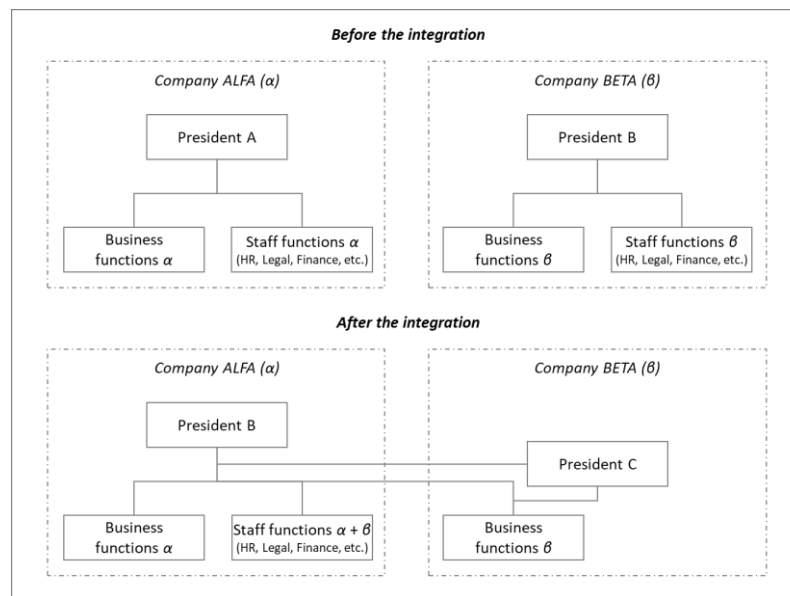 Before the integration
Company ALFA (α)
Company BETA (β)
President A
President B
Business
functions α
Staff functions α
(HR, Legal, Finance, etc.)
Business
functions β
Staff functions β
(HR, Legal, Finance, etc.)
After the integration
Company ALFA (α)
Company BETA (β)
President B
President C
Business
functions α
Staff functions α + β
(HR, Legal, Finance, etc.)
Business
functions β